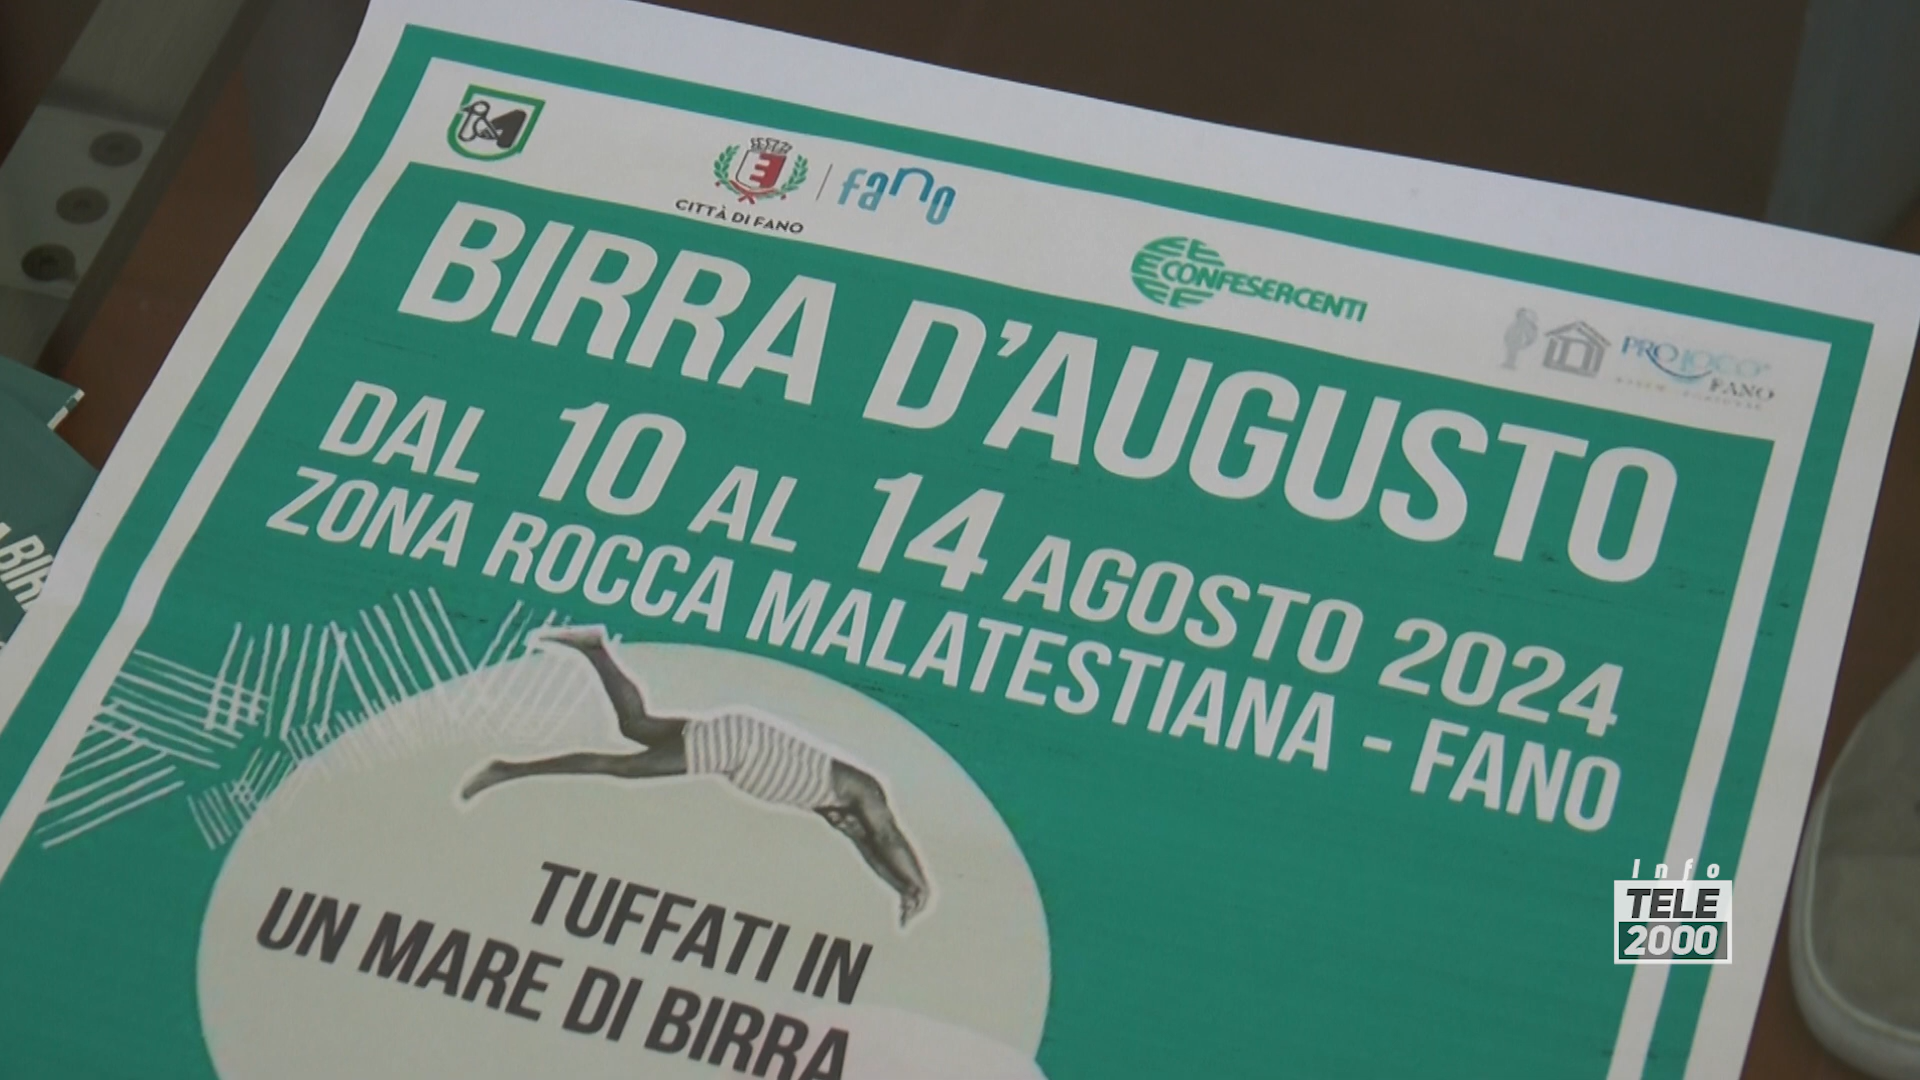 CITTÀ DI FANO
fano
CONFESERCENTI
PRO LOCO
FANO
BIRRA D'AUGUSTO
DAL 10 AL 14 AGOSTO 2024
ZONA ROCCA MALATESTIANA - FANO
TUFFATI IN
UN MARE DI BIRRA
Info
TELE
2000